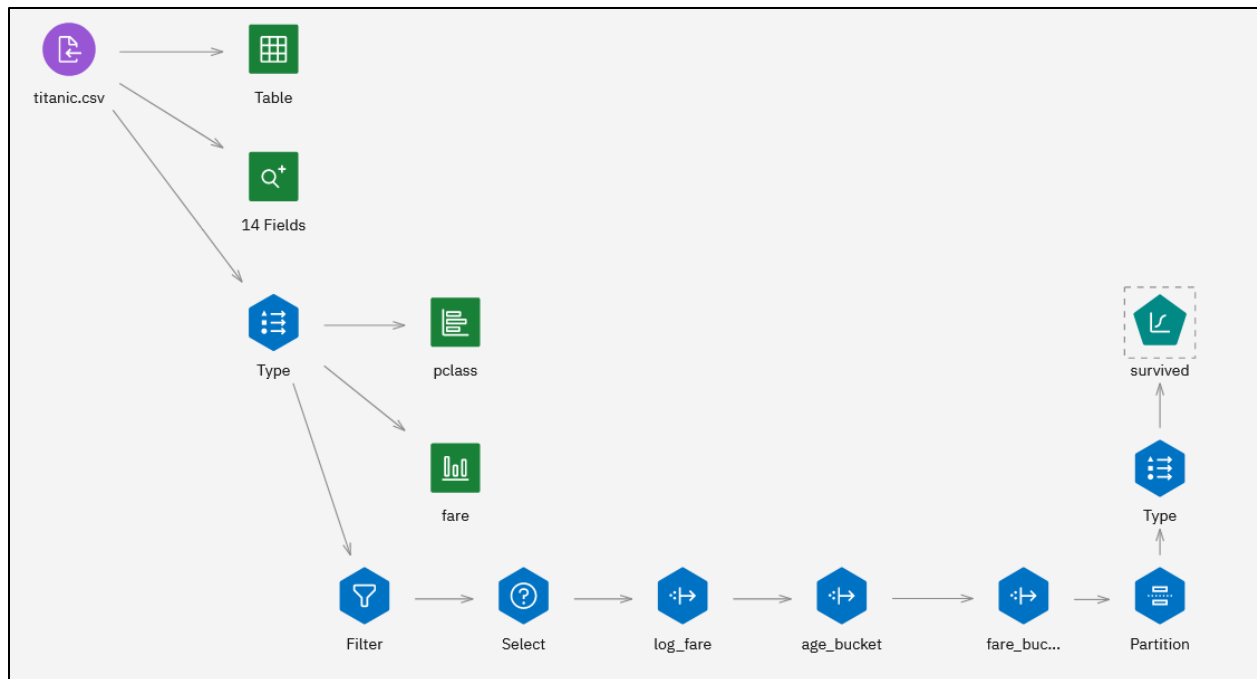 titanic.csv
Table
14 Fields
Type
pclass
survived
fare
Type
Filter
Select
log_fare
age_bucket
fare_buc...
Partition